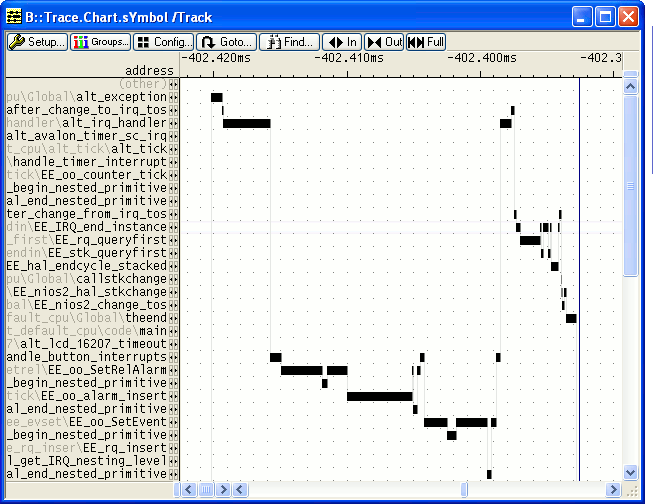 B::Trace.Chart.sYmbol /Track
Setup... Groups... Config... Goto... Find... In Out Full
-402.420ms -402.410ms -402.400ms -402.3
address
(other)
pu\Global\alt_exception
after_change_to_irq_tos
handler\alt_irq_handler
alt_avalon_timer_sc_irq
t_cpu\alt_tick\alt_tick
\handle_timer_interrupt
tick\EE_oo_counter_tick
_begin_nested_primitive
al_end_nested_primitive
ter_change_from_irq_tos
din\EE_IRQ_end_instance
_first\EE_rq_queryfirst
endin\EE_stk_queryfirst
EE_hal_endcycle_stacked
pu\Global\callstkchange
\EE_nios2_hal_stkchange
bal\EE_nios2_change_tos
fault_cpu\Global\theend
t_default_cpu\code\main
7\alt_lcd_16207_timeout
andle_button_interrupts
etrel\EE_oo_SetRelAlarm
_begin_nested_primitive
tick\EE_oo_alarm_insert
al_end_nested_primitive
ee_evset\EE_oo_SetEvent
_begin_nested_primitive
e_rq_inser\EE_rq_insert
l_get_IRQ_nesting_level
al_end_nested_primitive